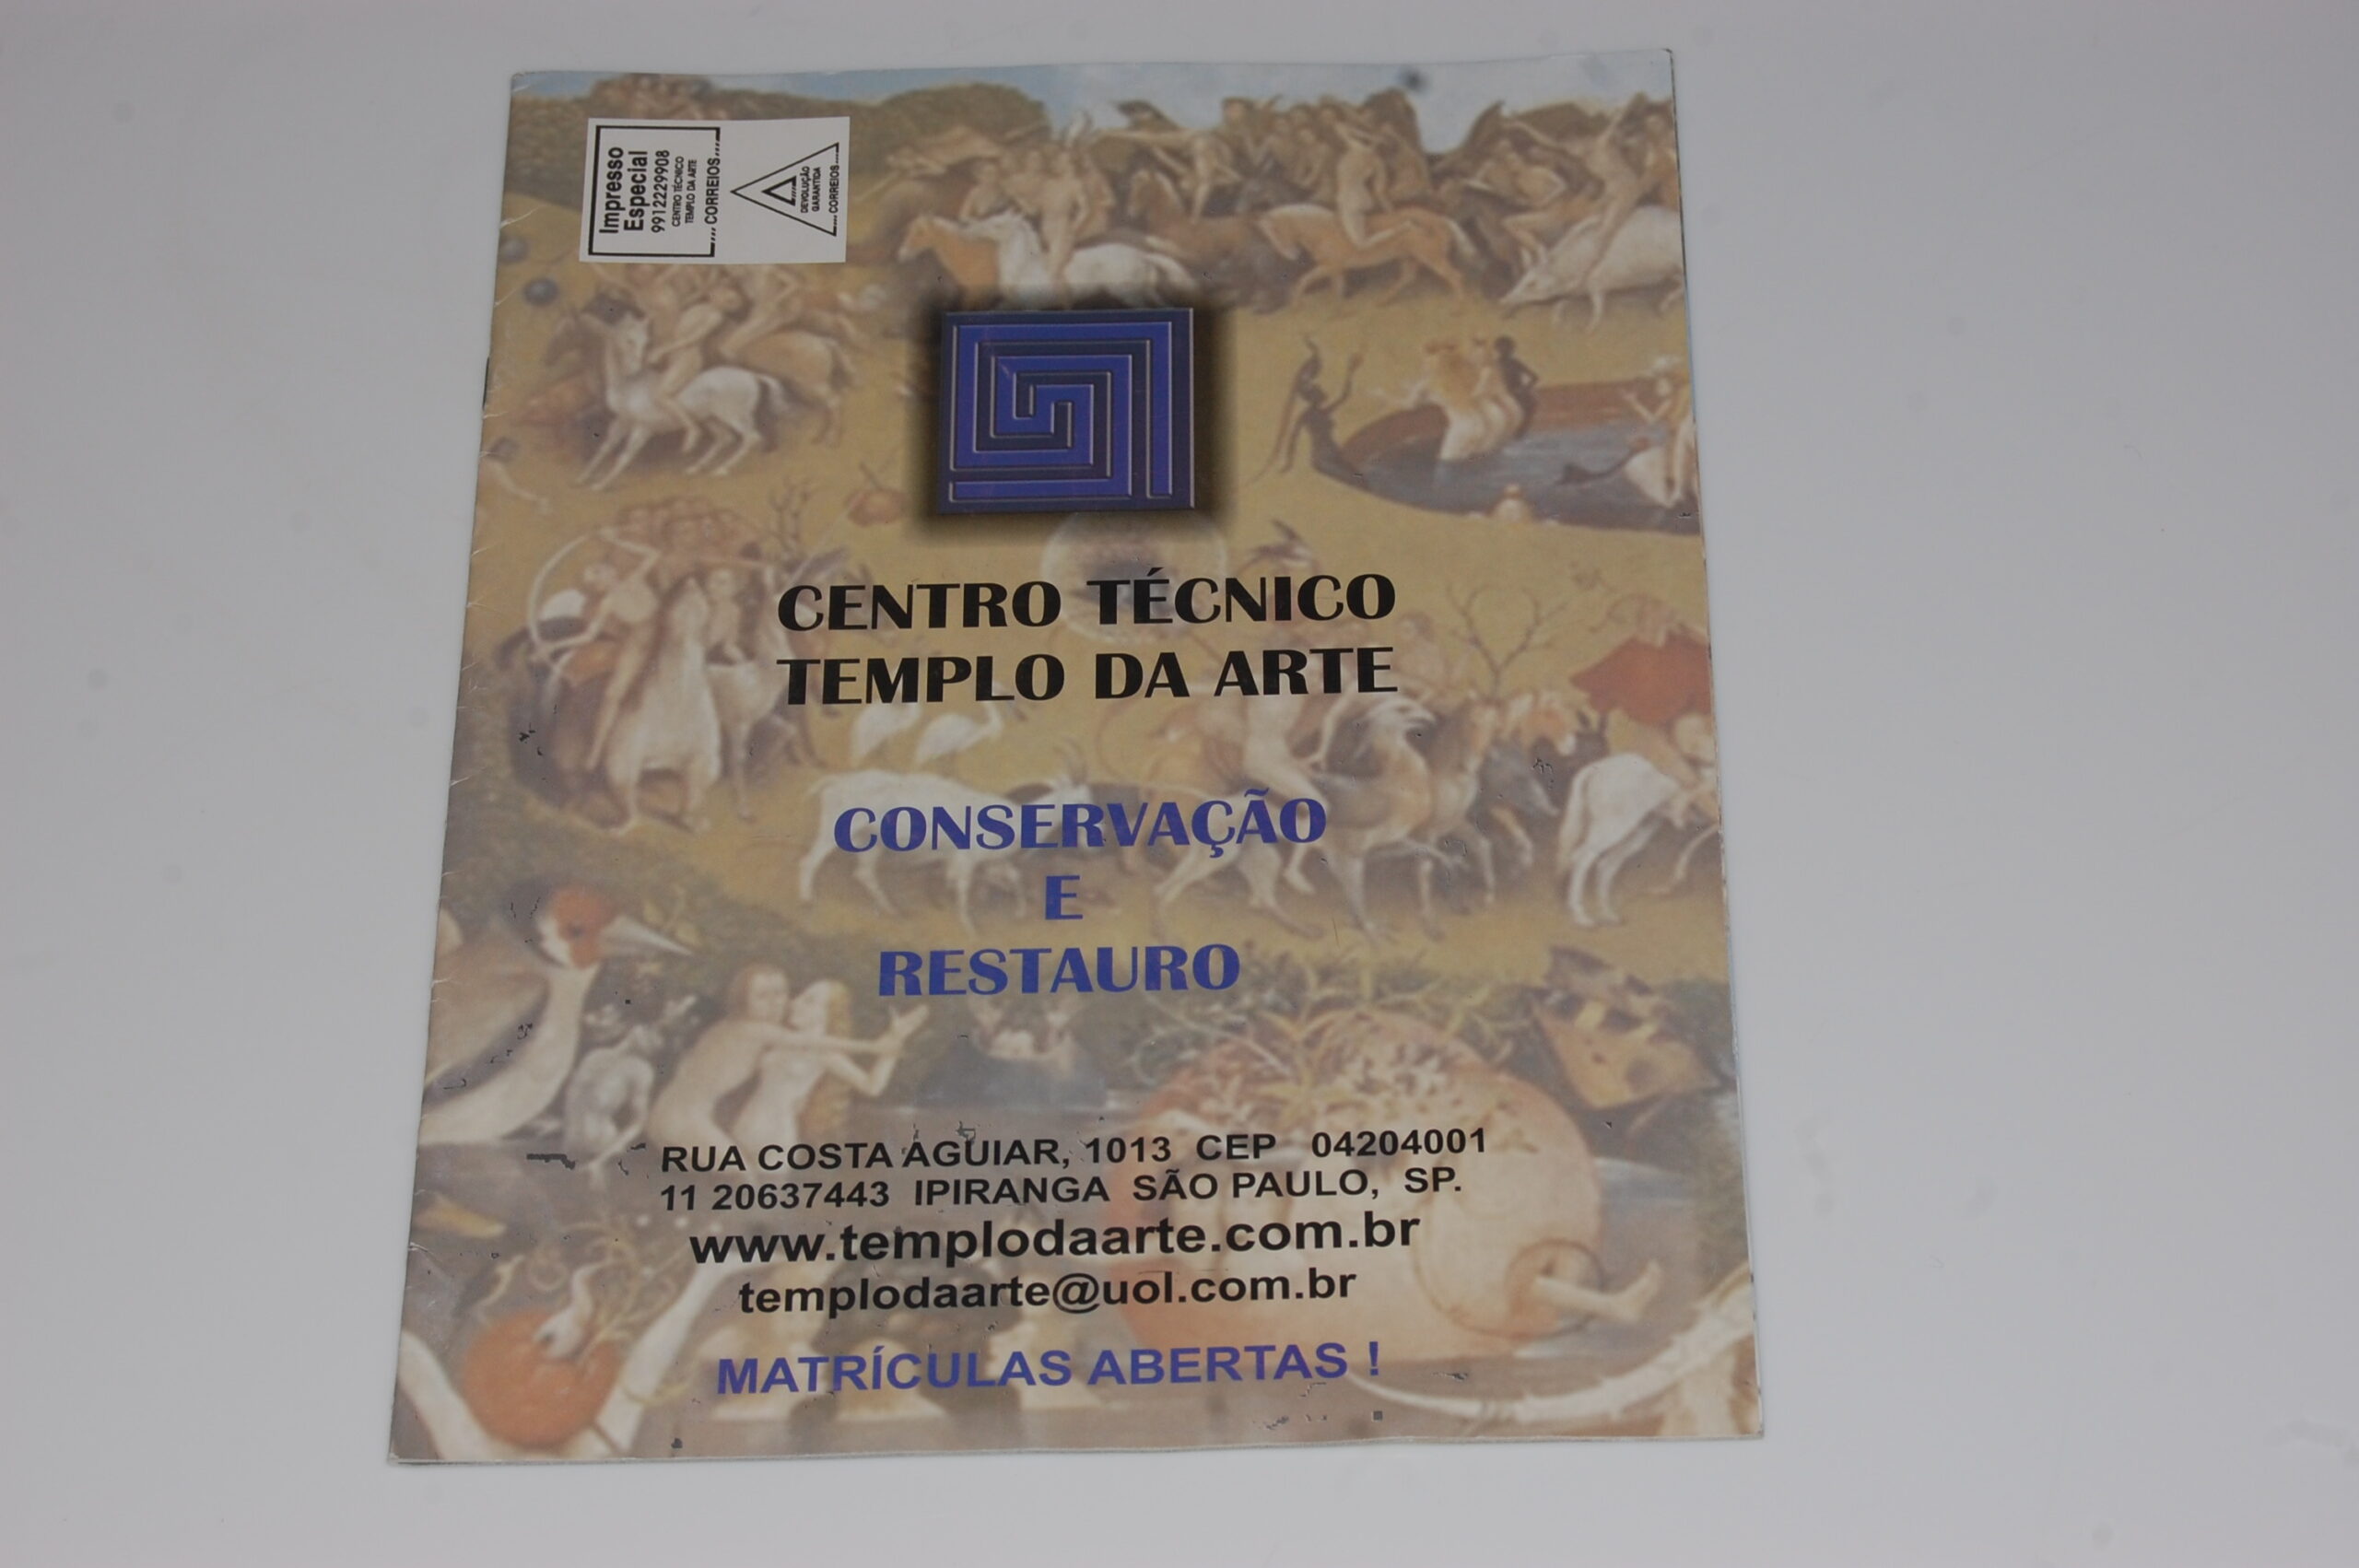 Impresso
Especial
9912229908
CENTRO TÉCNICO
TEMPLO DA ARTE
CORREIOS
DEVOLUÇÃO
GARANTIDA
CORREIOS
CENTRO TÉCNICO
TEMPLO DA ARTE
CONSERVAÇÃO
E
RESTAURO
RUA COSTA AGUIAR, 1013 CEP 04204001
11 20637443 IPIRANGA SÃO PAULO, SP.
www.templodaarte.com.br
templodaarte@uol.com.br
MATRÍCULAS ABERTAS !